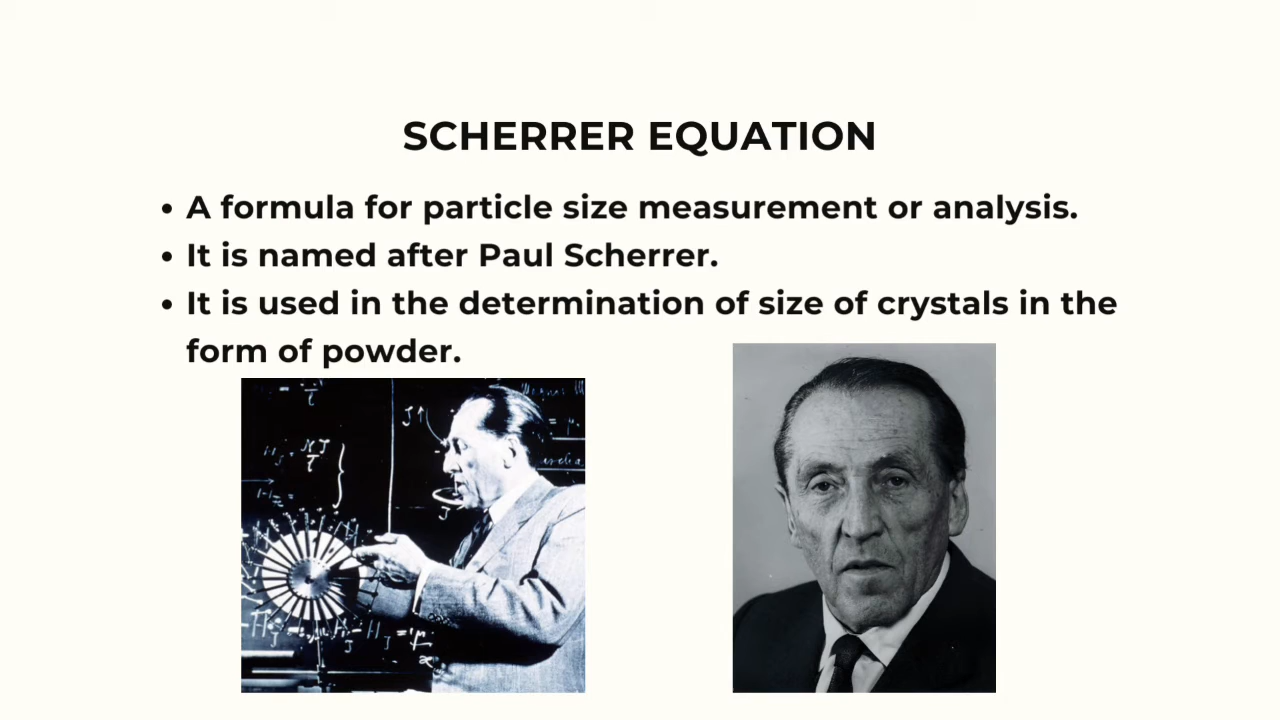 SCHERRER EQUATION
• A formula for particle size measurement or analysis.
• It is named after Paul Scherrer.
• It is used in the determination of size of crystals in the
form of powder.